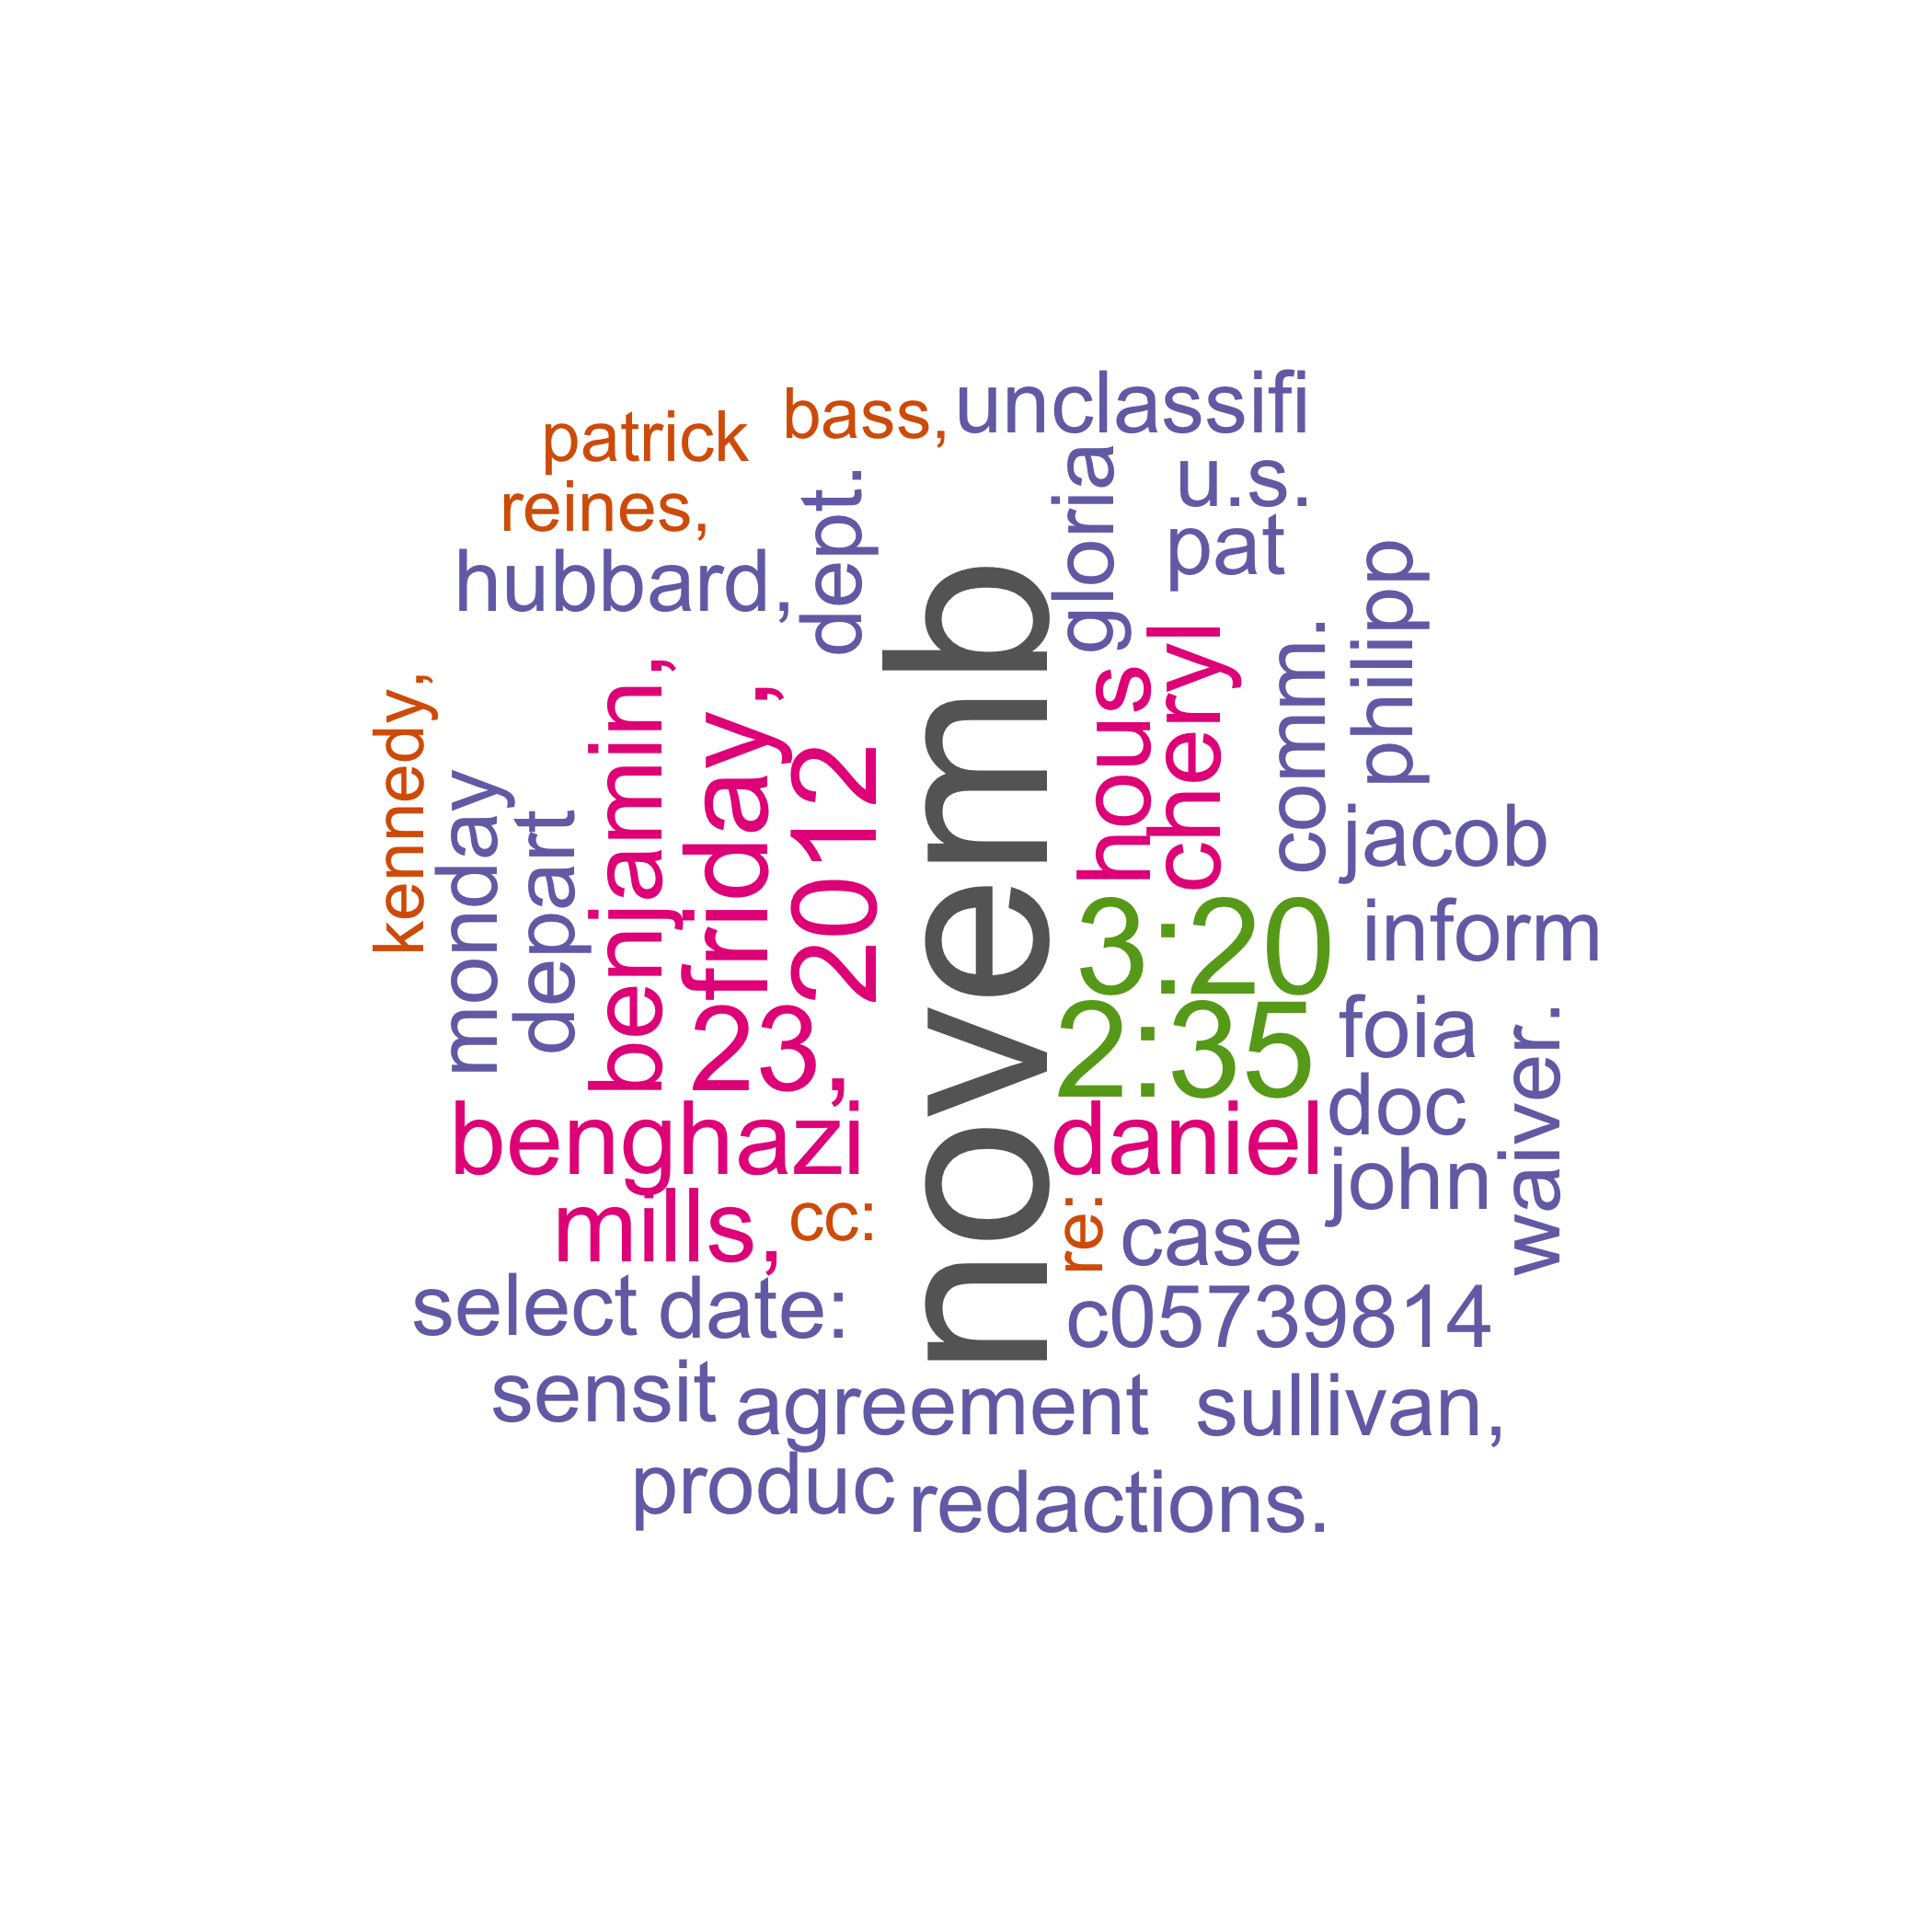 bass,
unclassifi
patrick
u.s.
reines,
dept.
gloria
pat
hubbard,
philipp
kennedy,
monday
depart
benjamin,
friday,
2012
novemb
hous
cheryl
comm.
jacob
3:20
inform
23,
2:35
foia
waiver.
benghazi
daniel
doc
mills,
cc:
re:
case
john
select
date:
c05739814
sensit
agreement
sullivan,
produc
redactions.